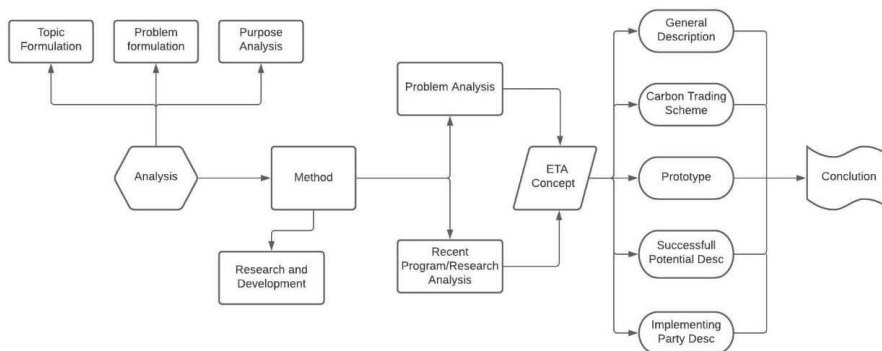 Topic
Formulation
Problem
formulation
Purpose
Analysis
Analysis
Method
Research and
Development
Problem Analysis
Recent
Program/Research
Analysis
ETA
Concept
General
Description
Carbon Trading
Scheme
Prototype
Successfull
Potential Desc
Implementing
Party Desc
Conclution